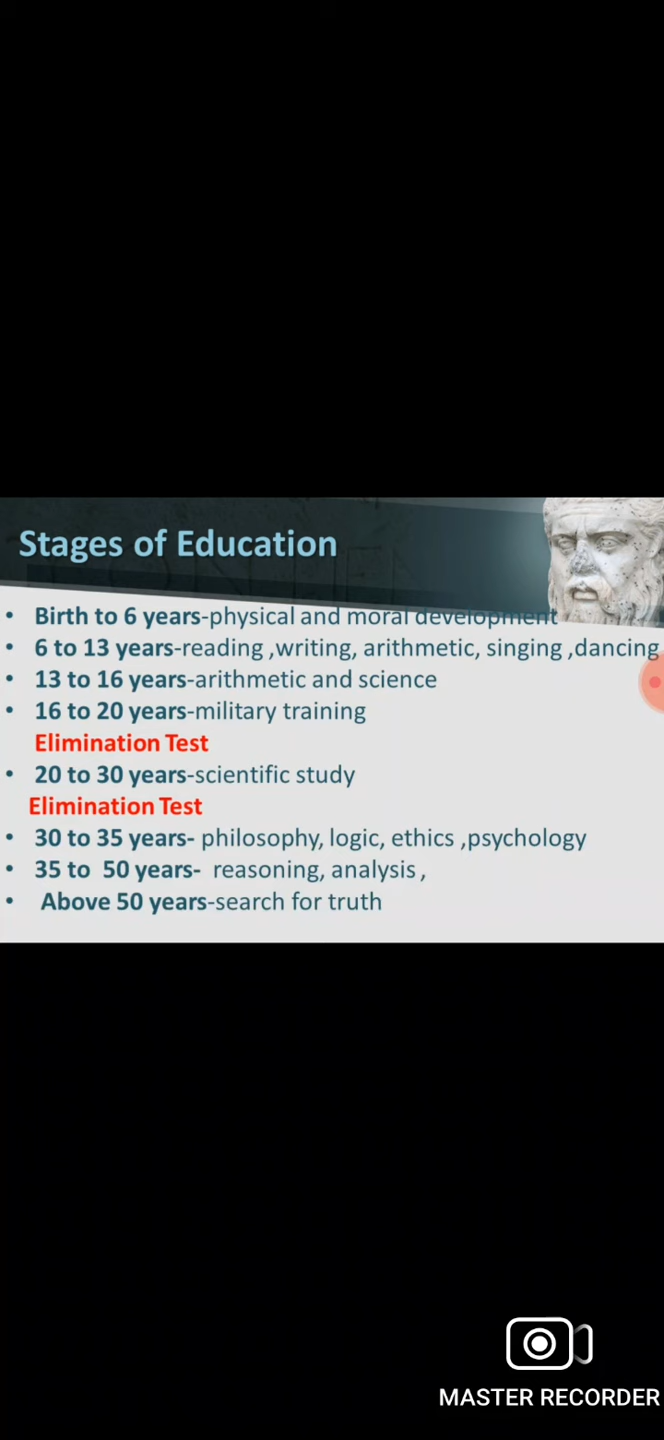 Stages of Education
• Birth to 6 years-physical and moral development
• 6 to 13 years-reading ,writing, arithmetic, singing ,dancing
• 13 to 16 years-arithmetic and science
• 16 to 20 years-military training
Elimination Test
• 20 to 30 years-scientific study
Elimination Test
• 30 to 35 years- philosophy, logic, ethics ,psychology
• 35 to 50 years- reasoning, analysis ,
• Above 50 years-search for truth
MASTER RECORDER